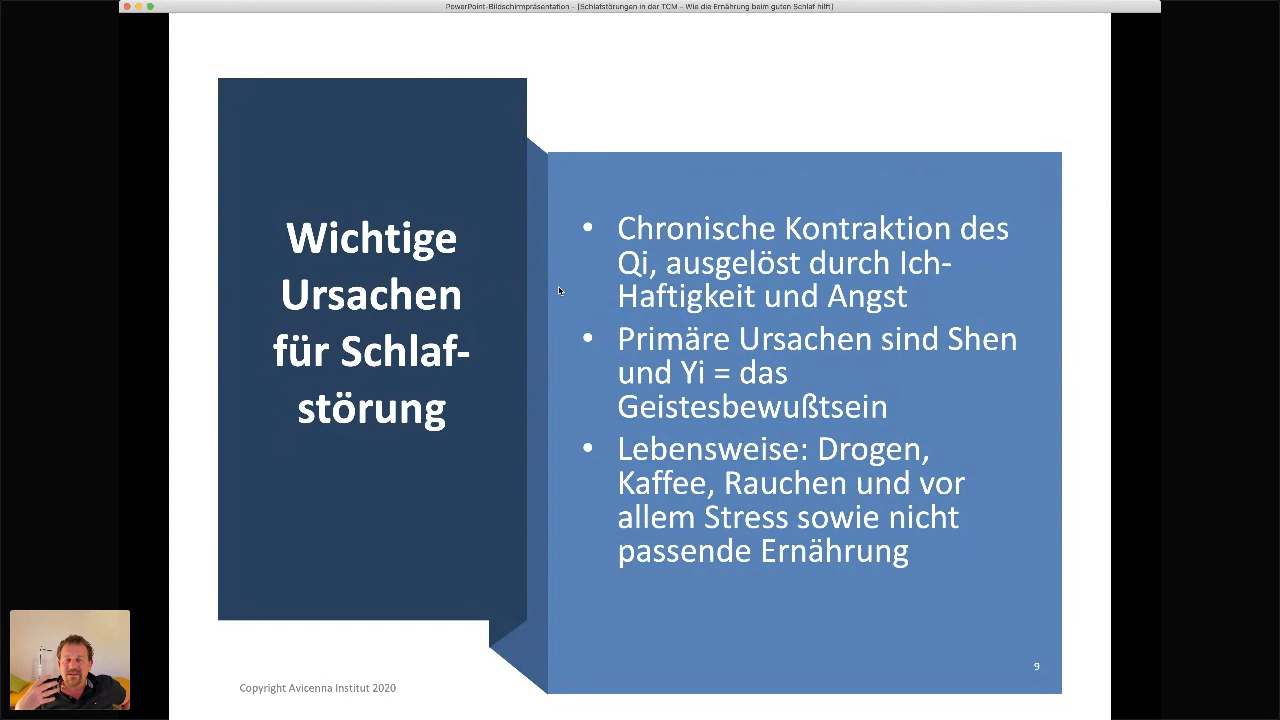 PowerPoint-Bildschirmpräsentation - [Schlafstörungen in der TCM - Wie die Ernährung beim guten Schlaf hilft]
Wichtige
Ursachen
für Schlaf-
störung
• Chronische Kontraktion des
Qi, ausgelöst durch Ich-
Haftigkeit und Angst
• Primäre Ursachen sind Shen
und Yi = das
Geistesbewußtsein
• Lebensweise: Drogen,
Kaffee, Rauchen und vor
allem Stress sowie nicht
passende Ernährung
9
Copyright Avicenna Institut 2020